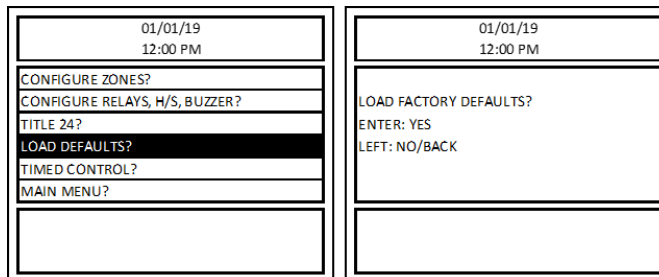 01/01/19
12:00 PM
CONFIGURE ZONES?
CONFIGURE RELAYS, H/S, BUZZER?
TITLE 24?
LOAD DEFAULTS?
TIMED CONTROL?
MAIN MENU?
01/01/19
12:00 PM
LOAD FACTORY DEFAULTS?
ENTER: YES
LEFT: NO/BACK